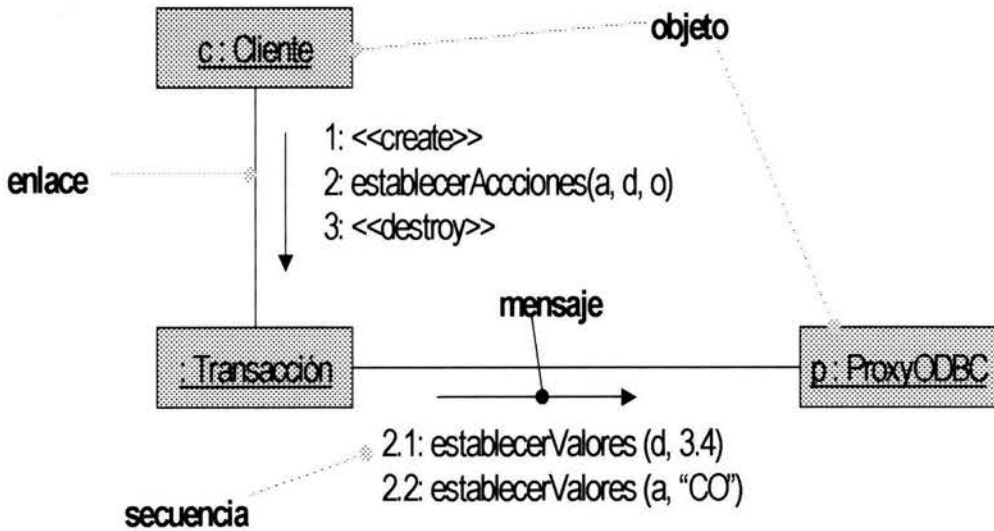 c : Cliente
objeto
1: <<create>>
enlace
2: establecerAccciones(a, d, o)
3: <<destroy>>
mensaje
: Transacción
p : ProxyODBC
2.1: establecerValores (d, 3.4)
2.2: establecerValores (a, “CO”)
secuencia